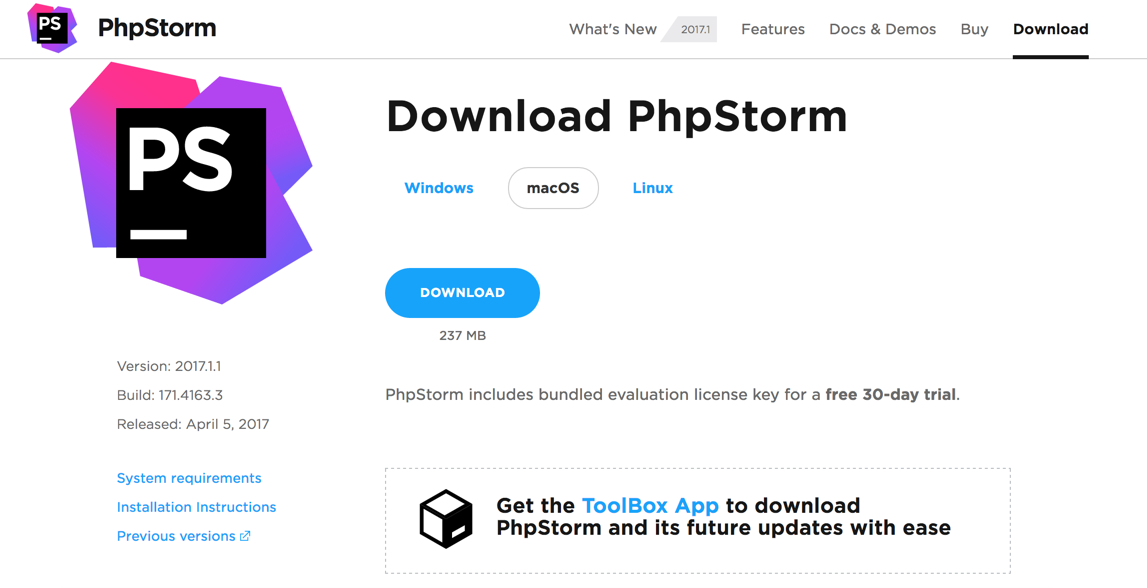 PS
PhpStorm
What's New 2017.1 Features Docs & Demos Buy Download
PS
Download PhpStorm
Windows macOS Linux
DOWNLOAD
237 MB
Version: 2017.1.1
Build: 171.4163.3
Released: April 5, 2017
System requirements
Installation Instructions
Previous versions
PhpStorm includes bundled evaluation license key for a free 30-day trial.
Get the ToolBox App to download
PhpStorm and its future updates with ease